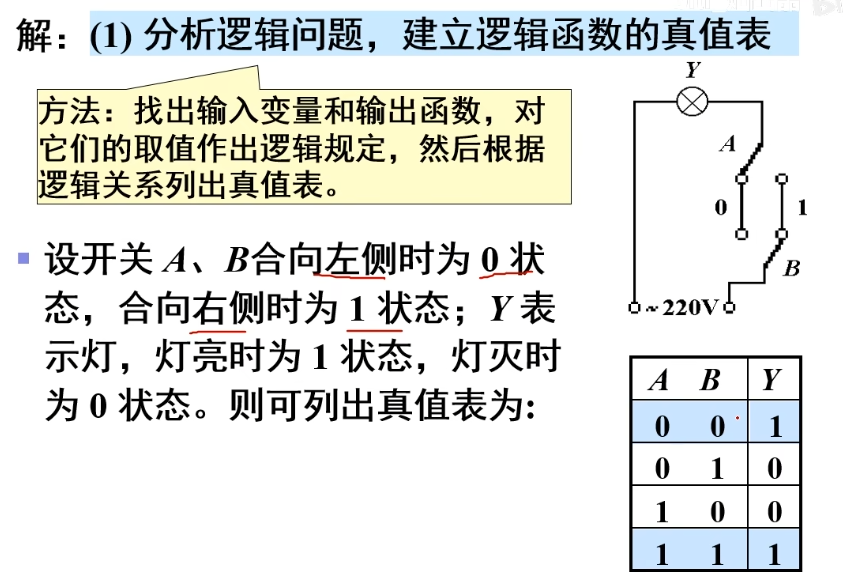 解：(1) 分析逻辑问题，建立逻辑函数的真值表
方法：找出输入变量和输出函数，对
它们的取值作出逻辑规定，然后根据
逻辑关系列出真值表。
设开关 A、B合向左侧时为 0 状
态，合向右侧时为 1 状态；Y 表
示灯，灯亮时为 1 状态，灯灭时
为 0 状态。则可列出真值表为:
Y
A
0 1
B
~220V
A B Y
0 0 1
0 1 0
1 0 0
1 1 1